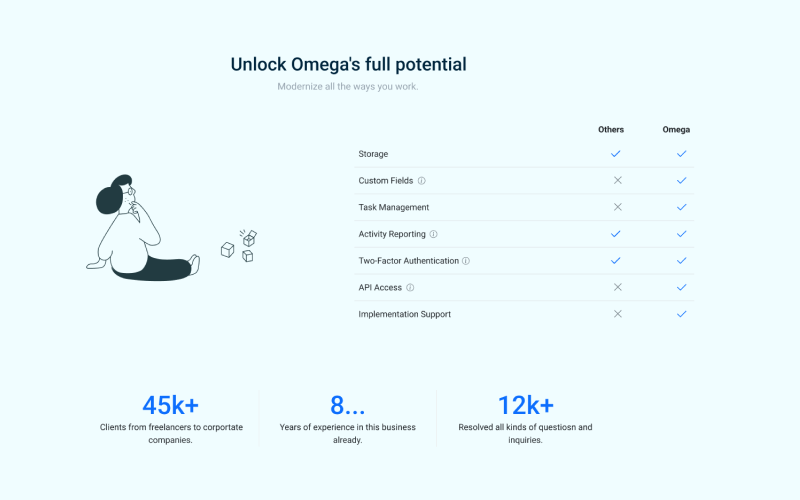 Unlock Omega's full potential
Modernize all the ways you work.
Others Omega
Storage
Custom Fields
Task Management
Activity Reporting
Two-Factor Authentication
API Access
Implementation Support
45k+
Clients from freelancers to corportate
companies.
8...
Years of experience in this business
already.
12k+
Resolved all kinds of questiosn and
inquiries.